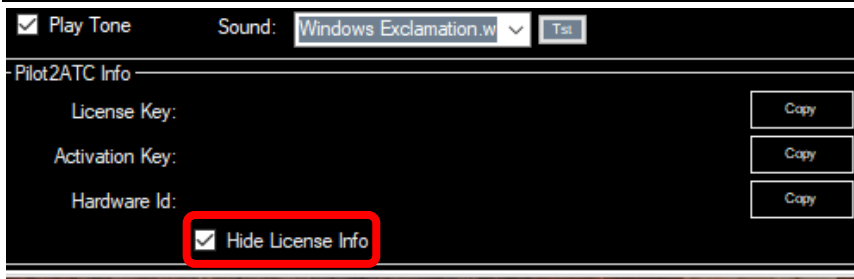 Play Tone Sound: Windows Exclamation.w Tst
Pilot2ATC Info
License Key: Copy
Activation Key: Copy
Hardware Id: Copy
Hide License Info